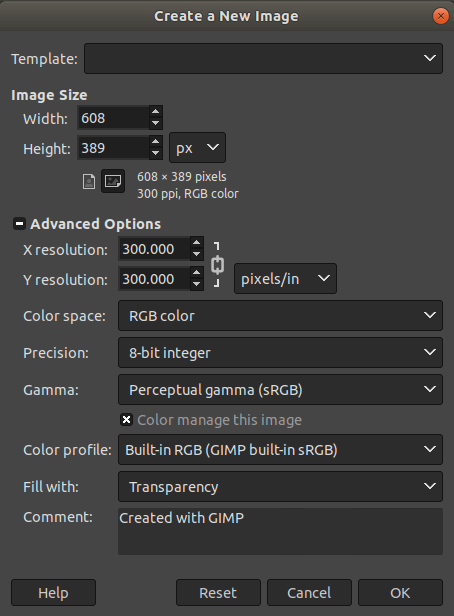 Create a New Image
Template:
Image Size
Width: 608
Height: 389 px
608 × 389 pixels
300 ppi, RGB color
Advanced Options
X resolution: 300.000
Y resolution: 300.000 pixels/in
Color space: RGB color
Precision: 8-bit integer
Gamma: Perceptual gamma (sRGB)
Color manage this image
Color profile: Built-in RGB (GIMP built-in sRGB)
Fill with: Transparency
Comment: Created with GIMP
Help Reset Cancel OK